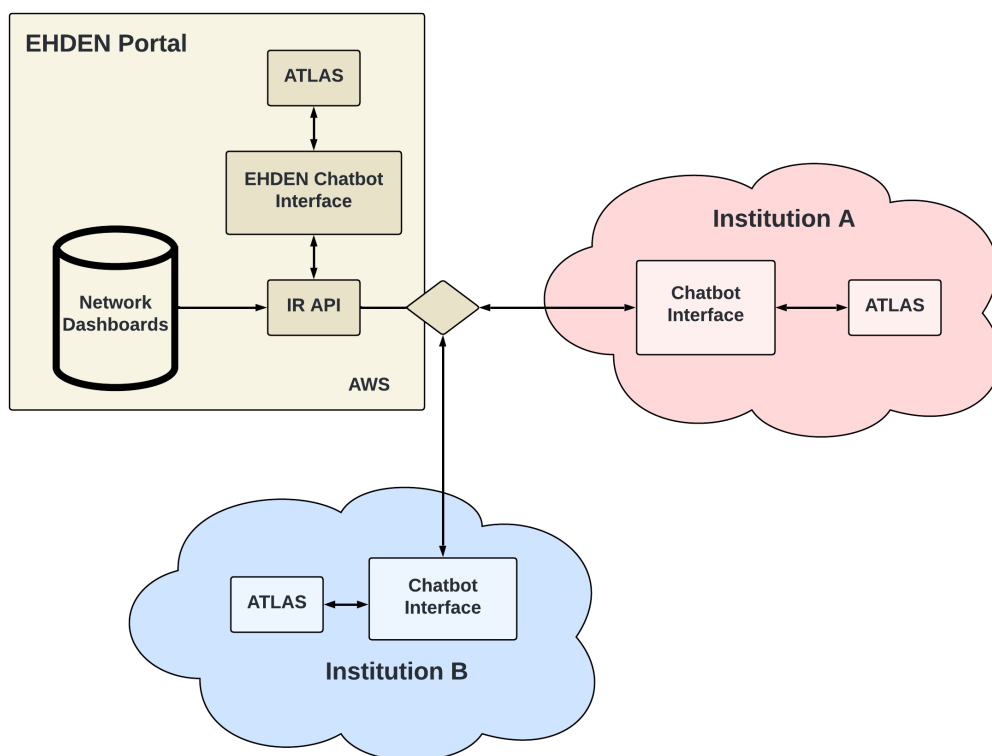 EHDEN Portal
ATLAS
EHDEN Chatbot
Interface
Network
Dashboards
IR API
AWS
Institution A
Chatbot
Interface
ATLAS
ATLAS
Chatbot
Interface
Institution B